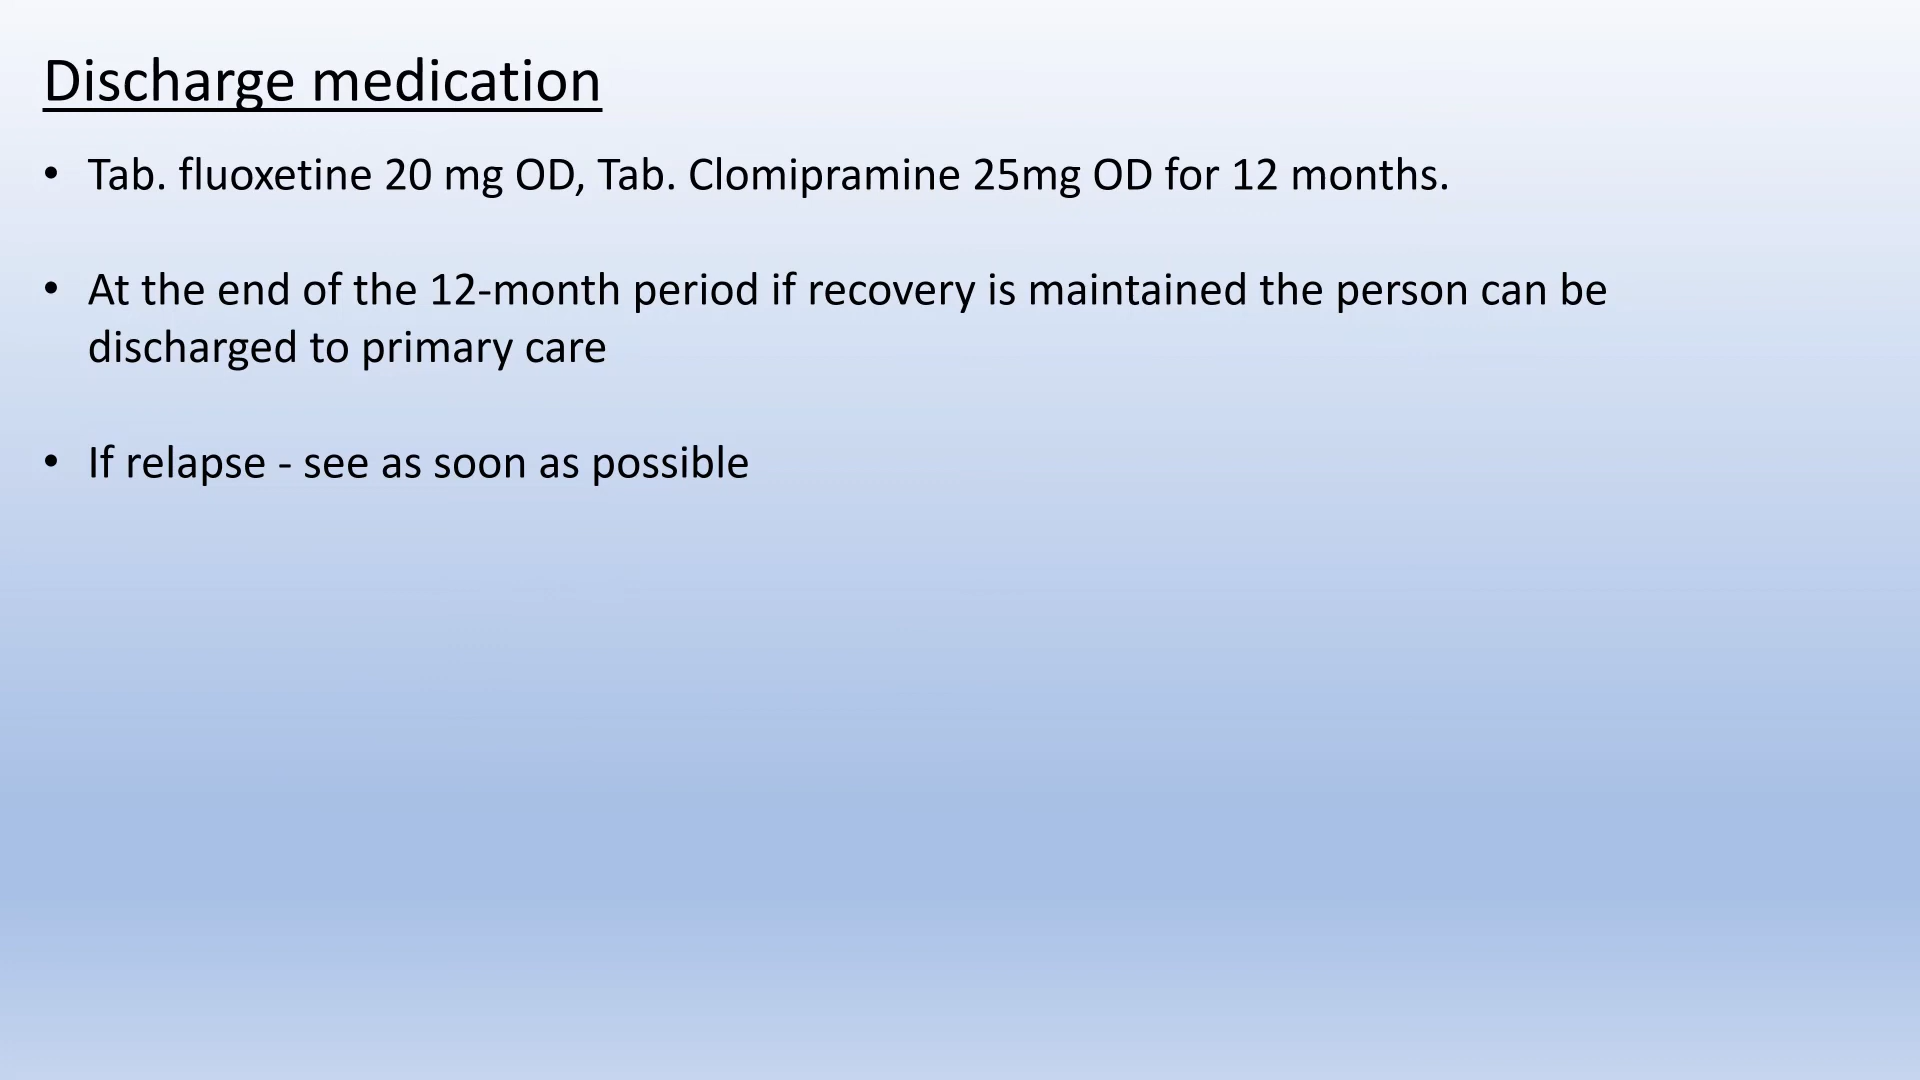 Discharge medication
• Tab. fluoxetine 20 mg OD, Tab. Clomipramine 25mg OD for 12 months.
• At the end of the 12-month period if recovery is maintained the person can be
discharged to primary care
• If relapse - see as soon as possible